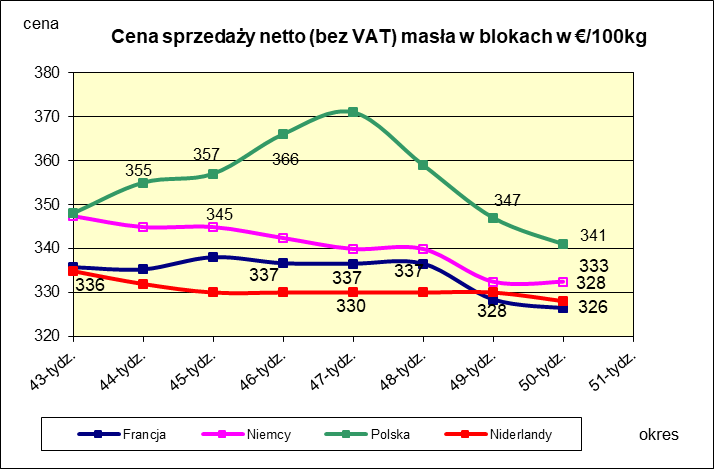 cena
Cena sprzedaży netto (bez VAT) masła w blokach w €/100kg
380
370
360
350
340
330
320
355
357
366
347
341
345
333
328
337
337
337
336
330
328
326
43-tydz.
44-tydz.
45-tydz.
46-tydz.
47-tydz.
48-tydz.
49-tydz.
50-tydz.
51-tydz.
Francja
Niemcy
Polska
Niderlandy
okres